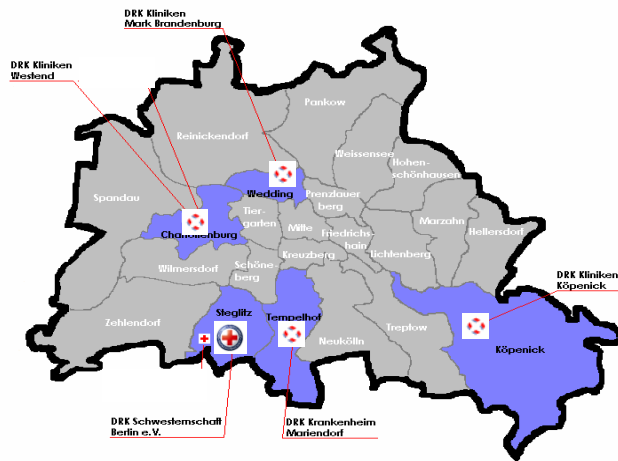 DRK Kliniken
Mark Brandenburg
DRK Kliniken
Westend
Pankow
Reinickendorf
Weissensee
Hohen-
schönhausen
Spandau
Wedding
Prenzlauer
berg
Tier-
garten
Marzahn
Mitte
Friedrichs-
hain
Hellersdorf
Charlottenburg
Kreuzberg
Lichtenberg
Wilmersdorf
Schöne-
berg
DRK Kliniken
Köpenick
Zehlendorf
Steglitz
Tempelhof
Treptow
Neukölln
Köpenick
DRK Schwesternschaft
Berlin e.V.
DRK Krankenheim
Mariendorf